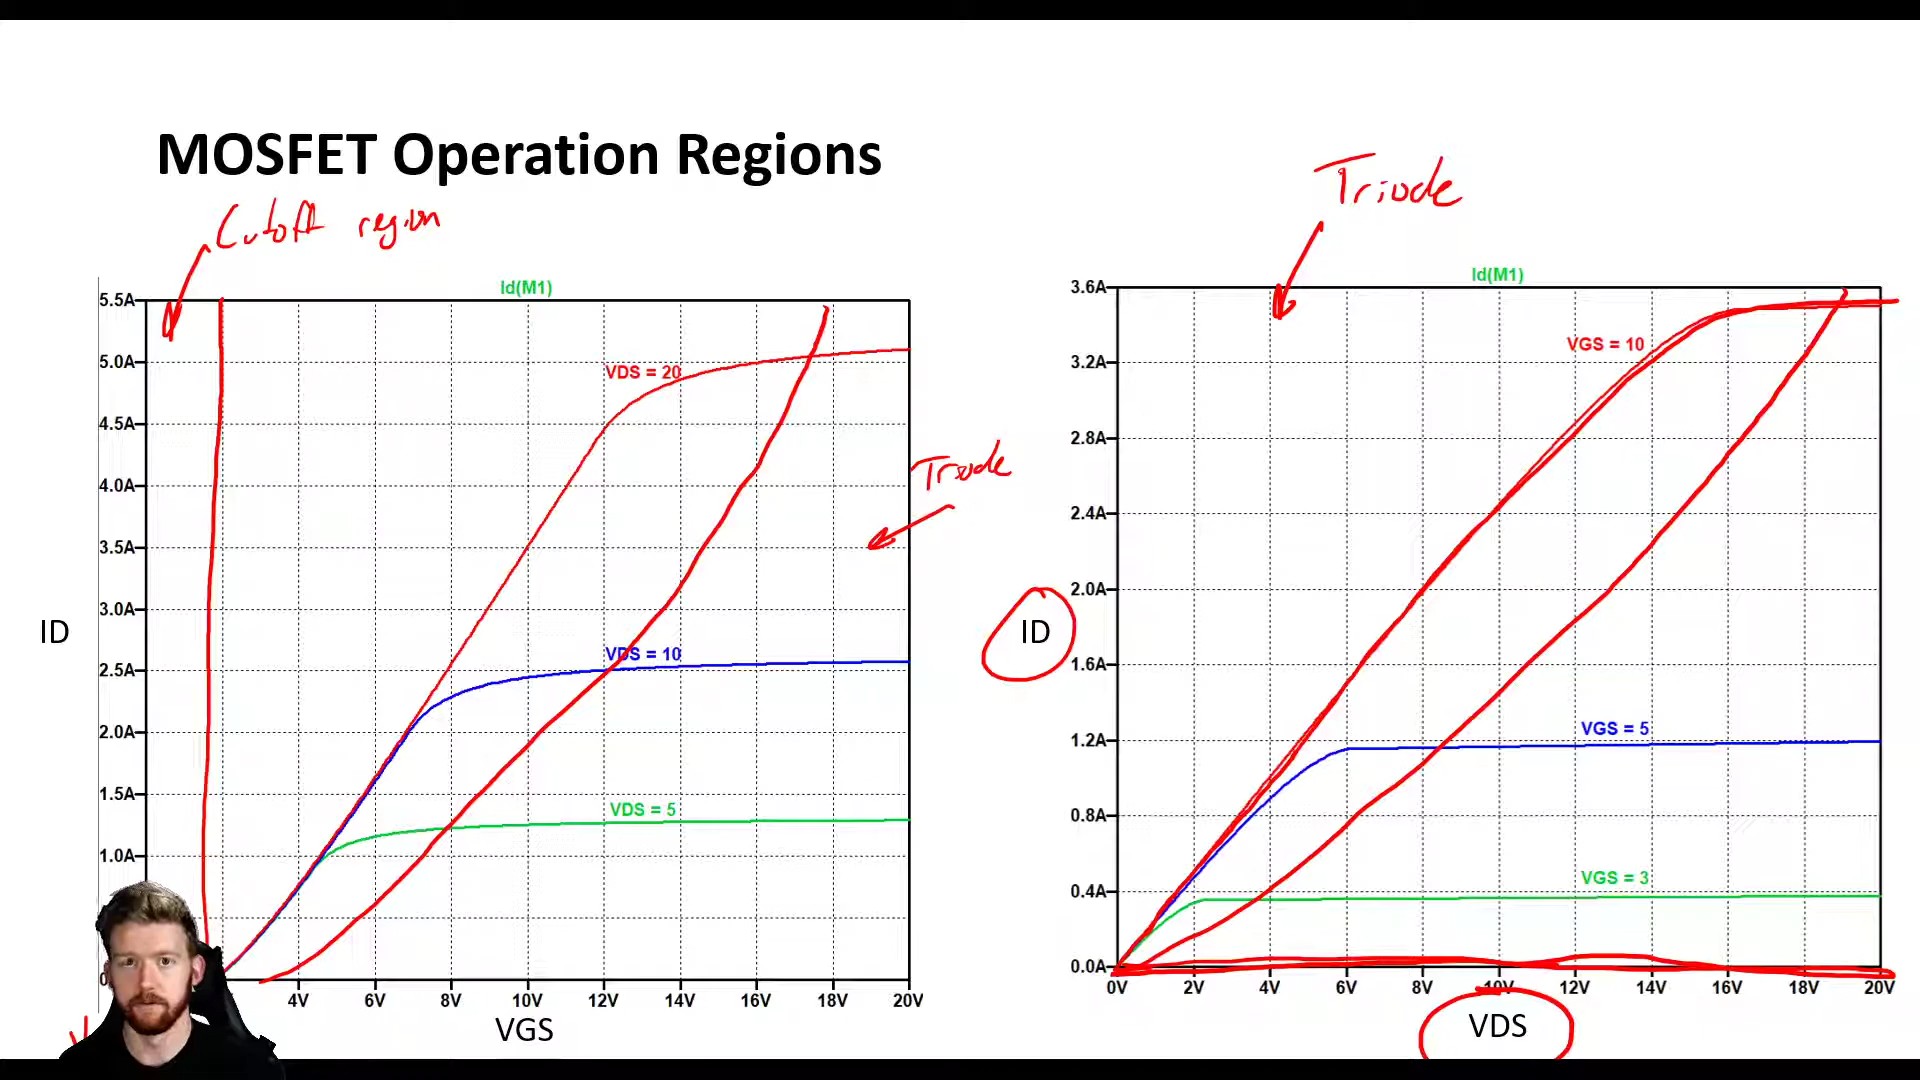 MOSFET Operation Regions
Cutoff region
Triode
Id(M1)
5.5A
5.0A
4.5A
4.0A
3.5A
3.0A
2.5A
2.0A
1.5A
1.0A
VDS = 20
VDS = 10
VDS = 5
ID
4V 6V 8V 10V 12V 14V 16V 18V 20V
VGS
Triode
Id(M1)
3.6A
3.2A
2.8A
2.4A
2.0A
1.6A
1.2A
0.8A
0.4A
0.0A
VGS = 10
VGS = 5
VGS = 3
ID
0V 2V 4V 6V 8V 10V 12V 14V 16V 18V 20V
VDS